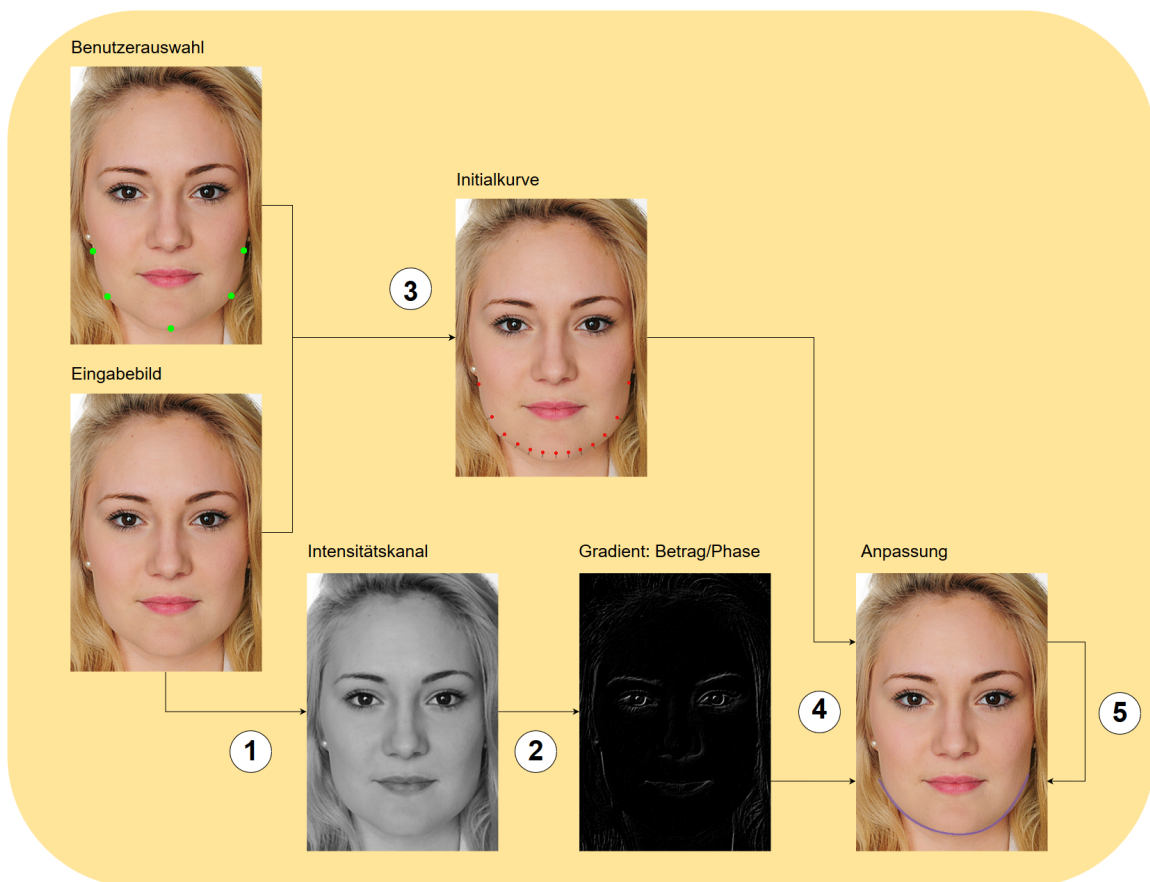 Benutzerauswahl
Initialkurve
3
Eingabebild
Intensitätskanal
Gradient: Betrag/Phase
Anpassung
1
2
4
5